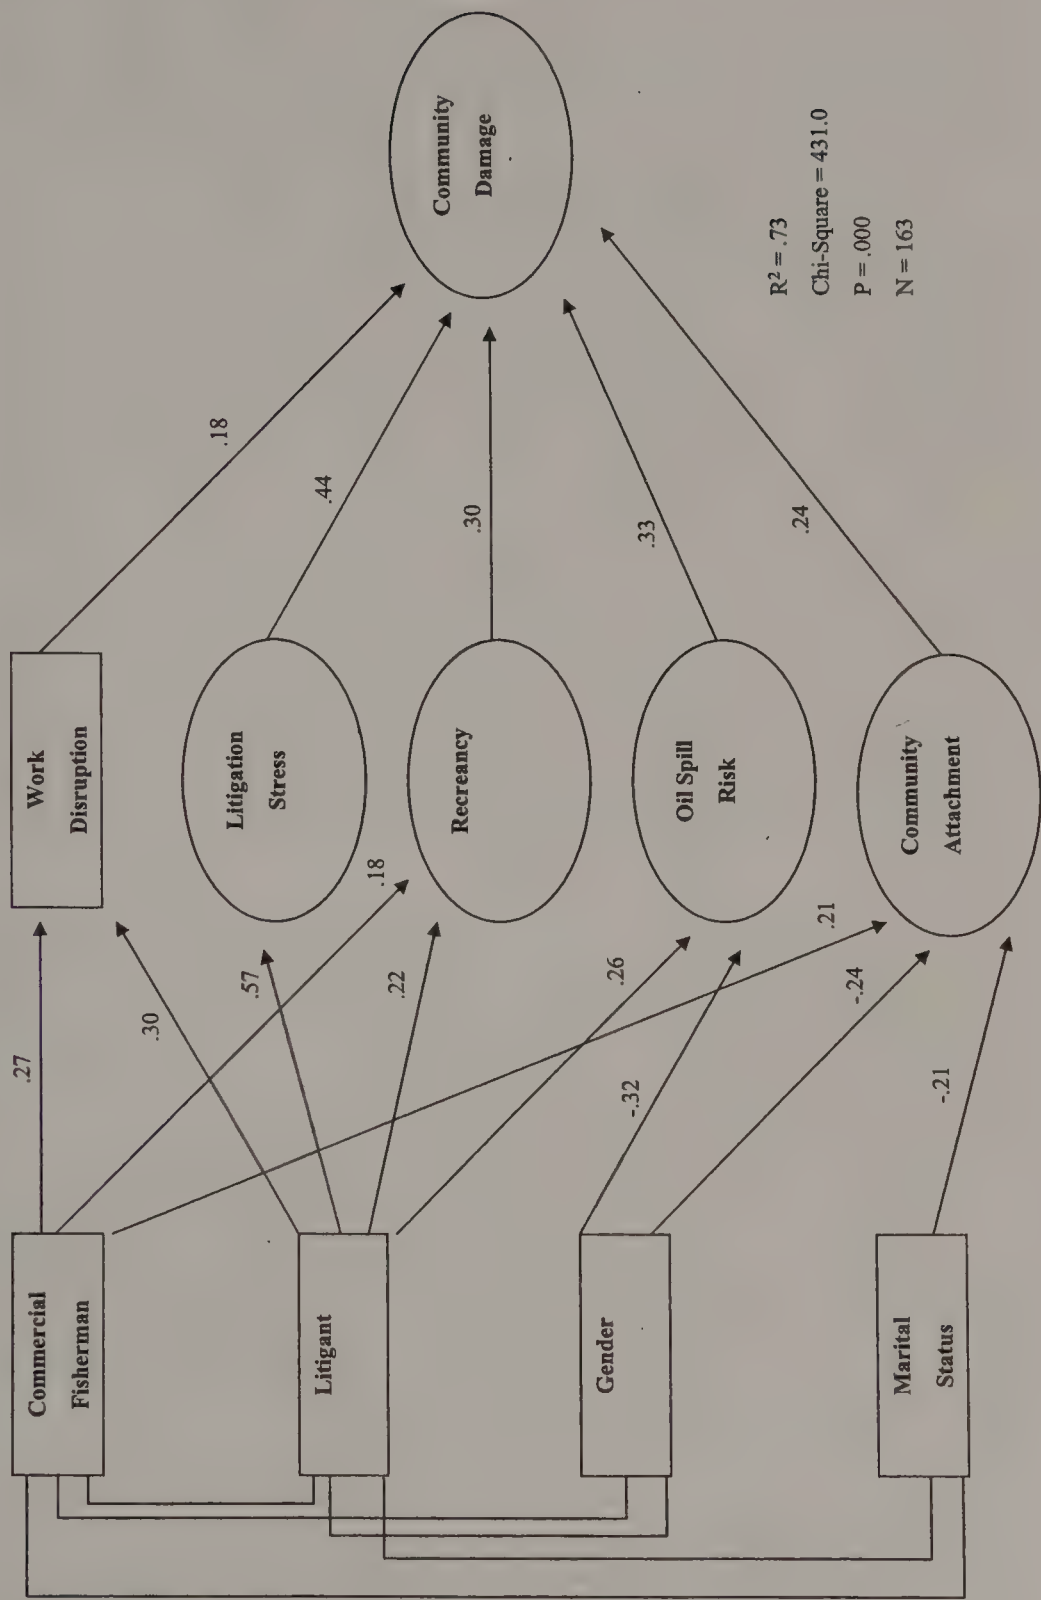 Commercial
Fisherman
Litigant
Gender
Marital
Status
.27
.18
.21
.30
.57
.22
.26
-.32
-.24
-.21
Work
Disruption
Litigation
Stress
Recreancy
Oil Spill
Risk
Community
Attachment
.18
.44
.30
.33
.24
Community
Damage
R² = .73
Chi-Square = 431.0
P = .000
N = 163